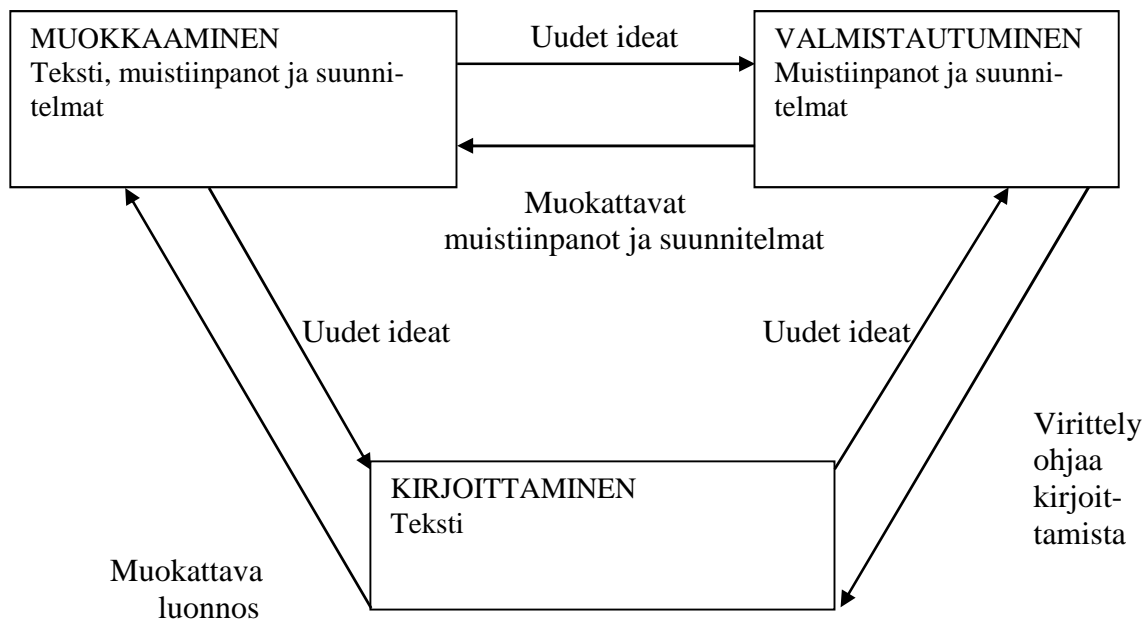 MUOKKAAMINEN
Teksti, muistiinpanot ja suunni-
telmat
Uudet ideat
VALMISTAUTUMINEN
Muistiinpanot ja suunni-
telmat
Muokattavat
muistiinpanot ja suunnitelmat
Uudet ideat
Uudet ideat
Virittely
ohjaa
kirjoit-
tamista
KIRJOITTAMINEN
Teksti
Muokattava
luonnos